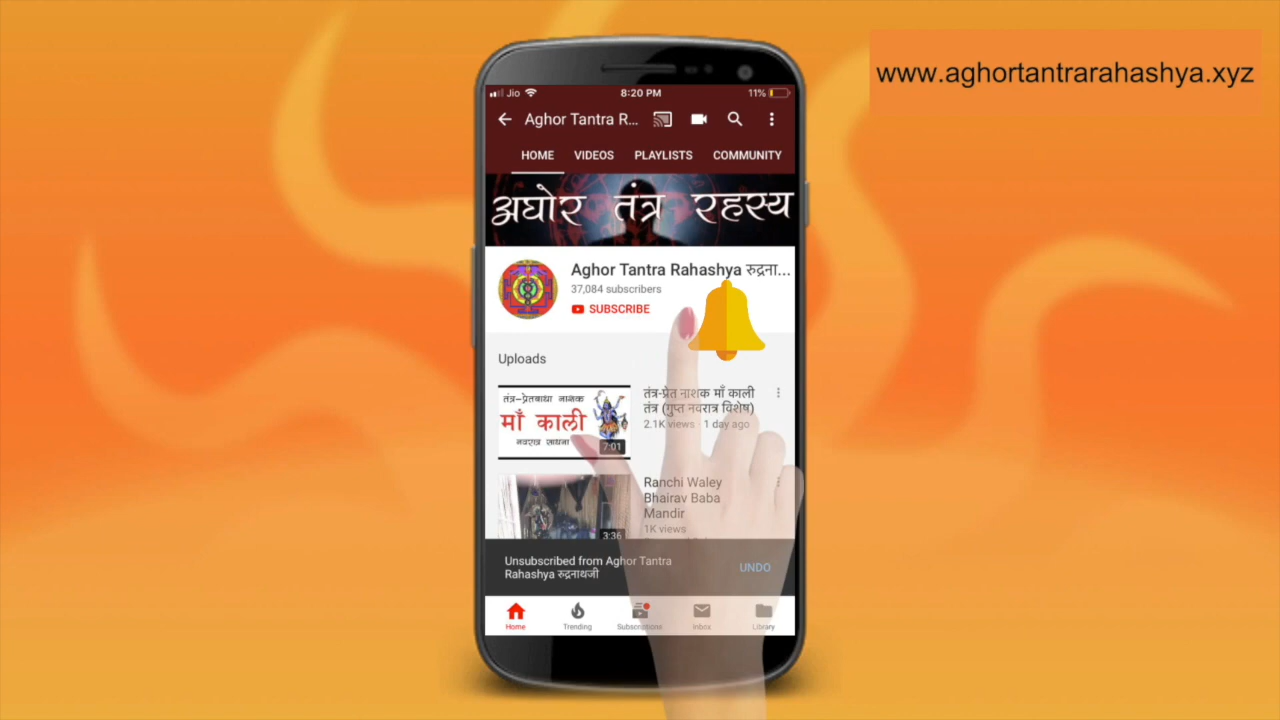 www.aghortantrarahashya.xyz
Jio 8:20 PM 11%
Aghor Tantra R...
HOME VIDEOS PLAYLISTS COMMUNITY
अघोर तंत्र रहस्य
Aghor Tantra Rahashya रुद्रना...
37,084 subscribers
SUBSCRIBE
Uploads
तंत्र-प्रेतबाधा नाशक
माँ काली
नवरात्र साधना
7:01
तंत्र-प्रेत नाशक माँ काली
तंत्र (गुप्त नवरात्र विशेष)
2.1K views · 1 day ago
Ranchi Waley
Bhairav Baba
Mandir
1K views
3:36
Unsubscribed from Aghor Tantra
Rahashya रुद्रनाथजी
UNDO
Home Trending Subscriptions Inbox Library